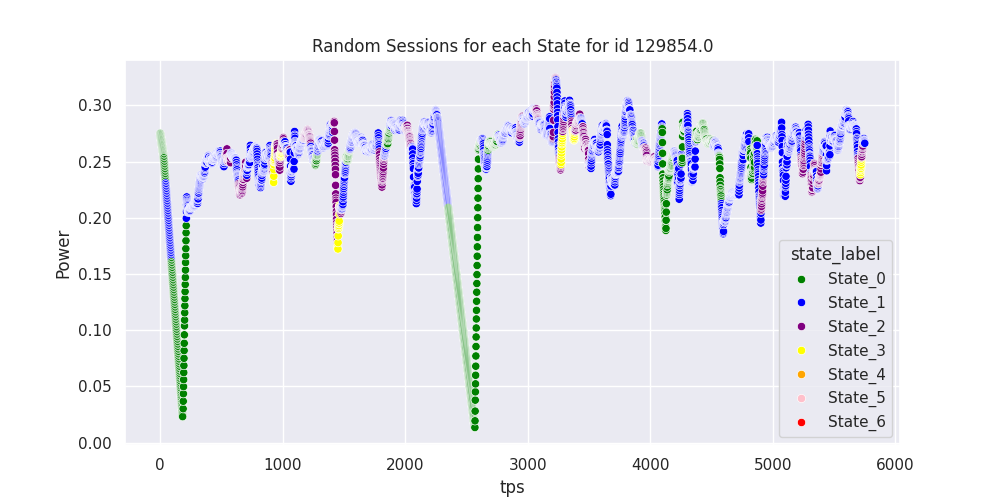 Random Sessions for each State for id 129854.0
Power
0.30
0.25
0.20
0.15
0.10
0.05
0.00
0
1000
2000
3000
4000
5000
6000
tps
state_label
State_0
State_1
State_2
State_3
State_4
State_5
State_6